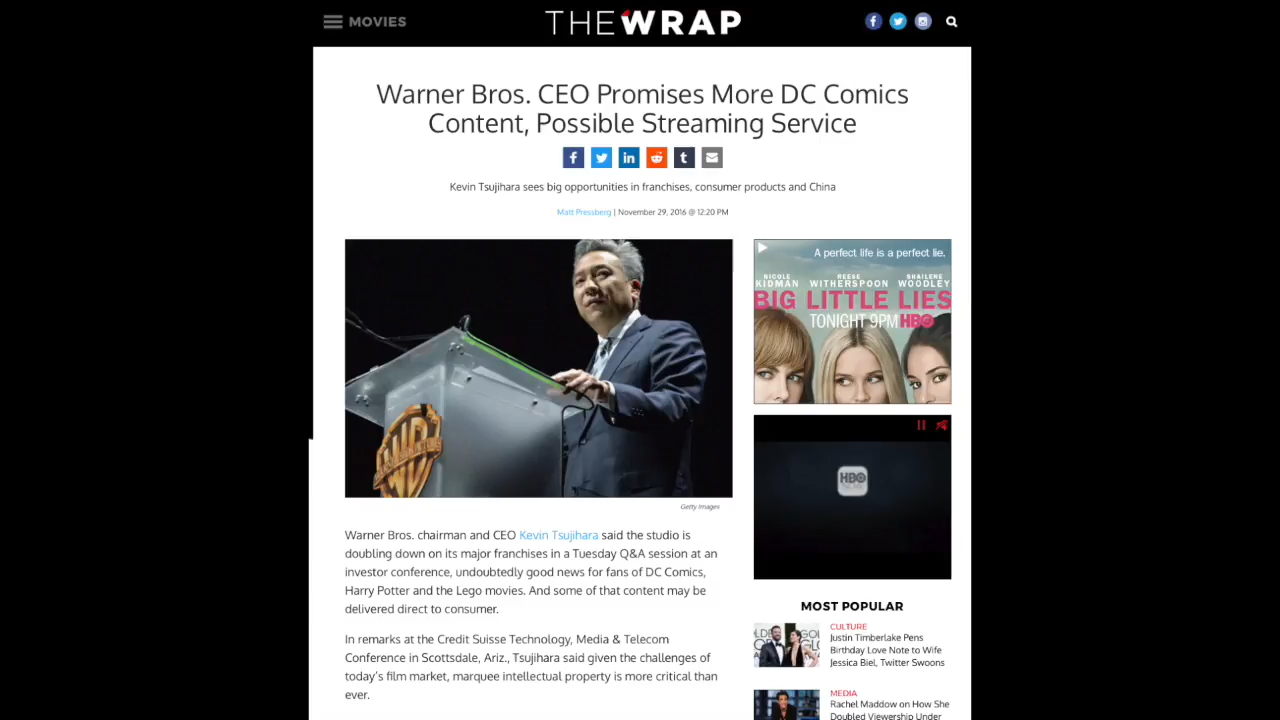 MOVIES
THE WRAP
Warner Bros. CEO Promises More DC Comics
Content, Possible Streaming Service
Kevin Tsujihara sees big opportunities in franchises, consumer products and China
Matt Pressberg | November 29, 2016 @ 12:20 PM
WB
Getty Images
Warner Bros. chairman and CEO Kevin Tsujihara said the studio is
doubling down on its major franchises in a Tuesday Q&A session at an
investor conference, undoubtedly good news for fans of DC Comics,
Harry Potter and the Lego movies. And some of that content may be
delivered direct to consumer.
In remarks at the Credit Suisse Technology, Media & Telecom
Conference in Scottsdale, Ariz., Tsujihara said given the challenges of
today's film market, marquee intellectual property is more critical than
ever.
A perfect life is a perfect lie.
NICOLE KIDMAN REESE WITHERSPOON SHAILENE WOODLEY
BIG LITTLE LIES
TONIGHT 9PM HBO
HBO
NOW
MOST POPULAR
CULTURE
Justin Timberlake Pens
Birthday Love Note to Wife
Jessica Biel, Twitter Swoons
MEDIA
Rachel Maddow on How She
Doubled Viewership Under